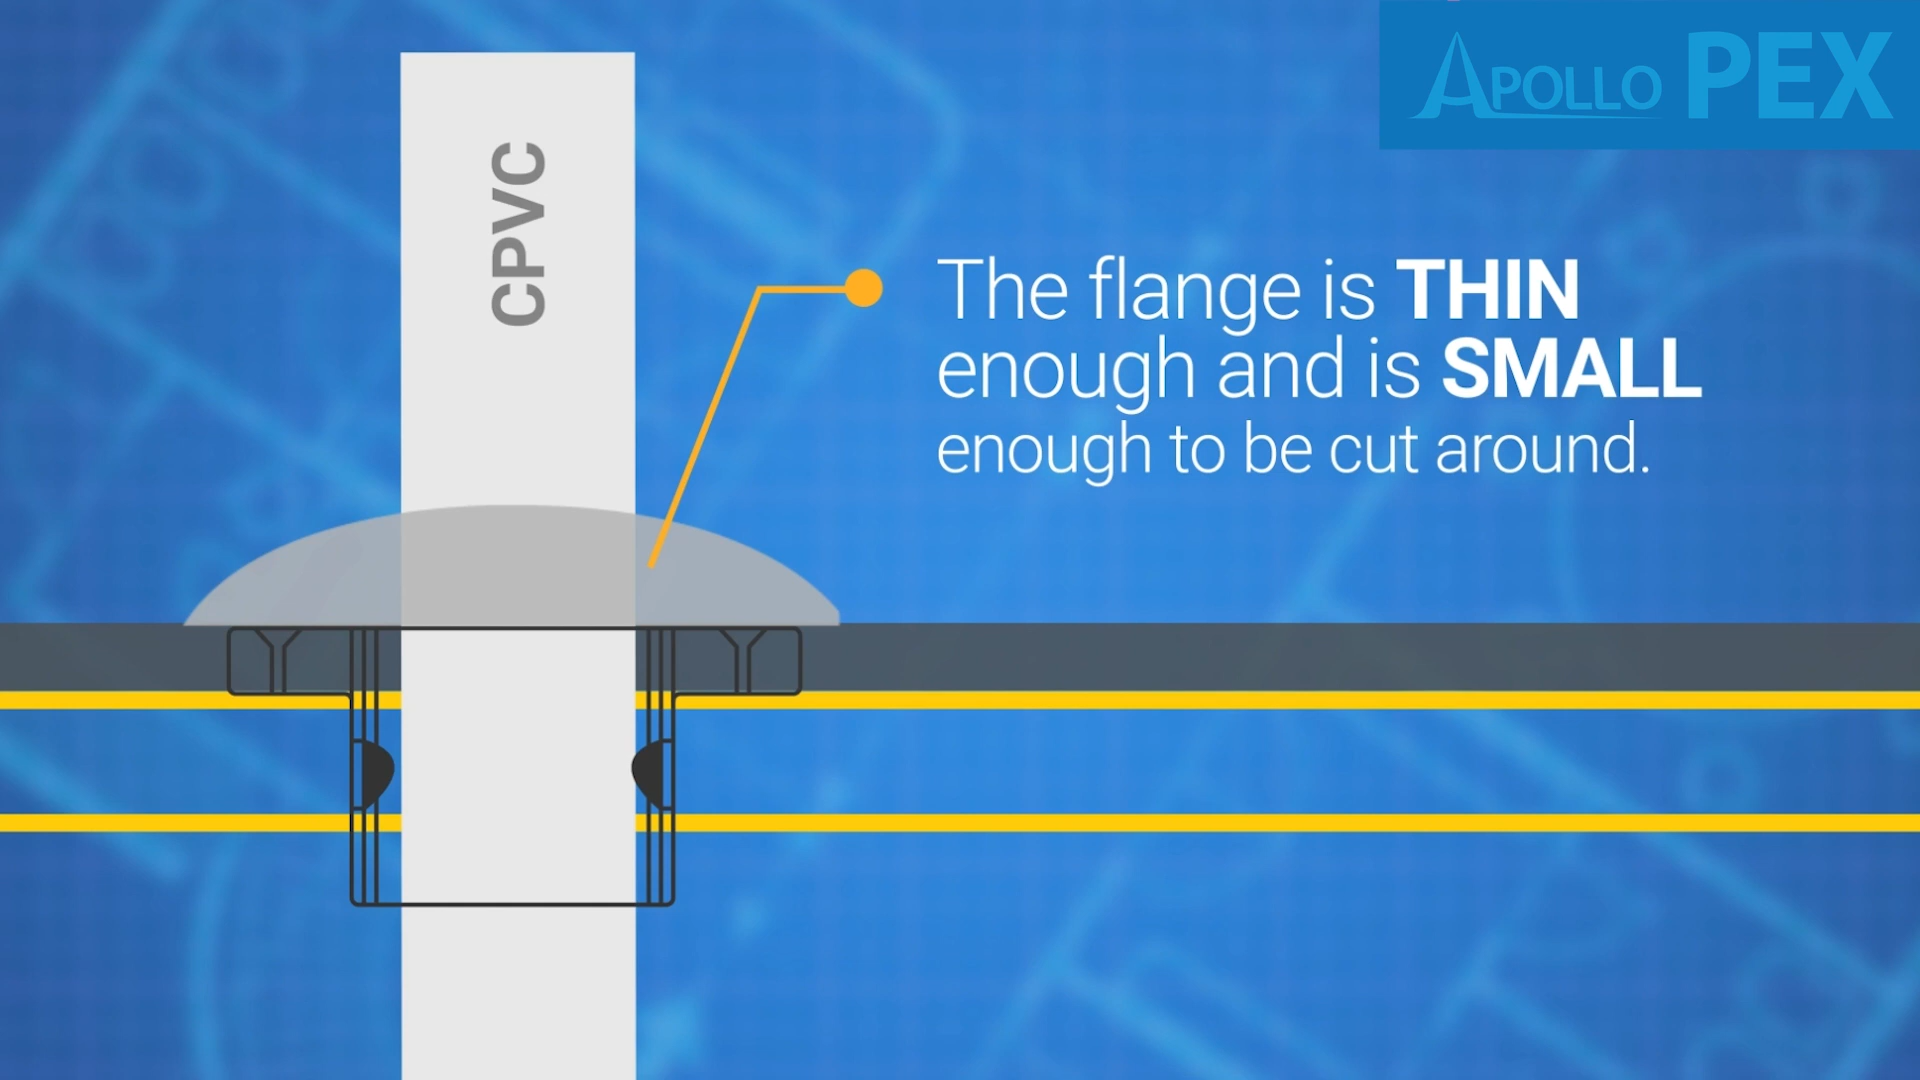 APOLLO PEX
CPVC
The flange is THIN
enough and is SMALL
enough to be cut around.